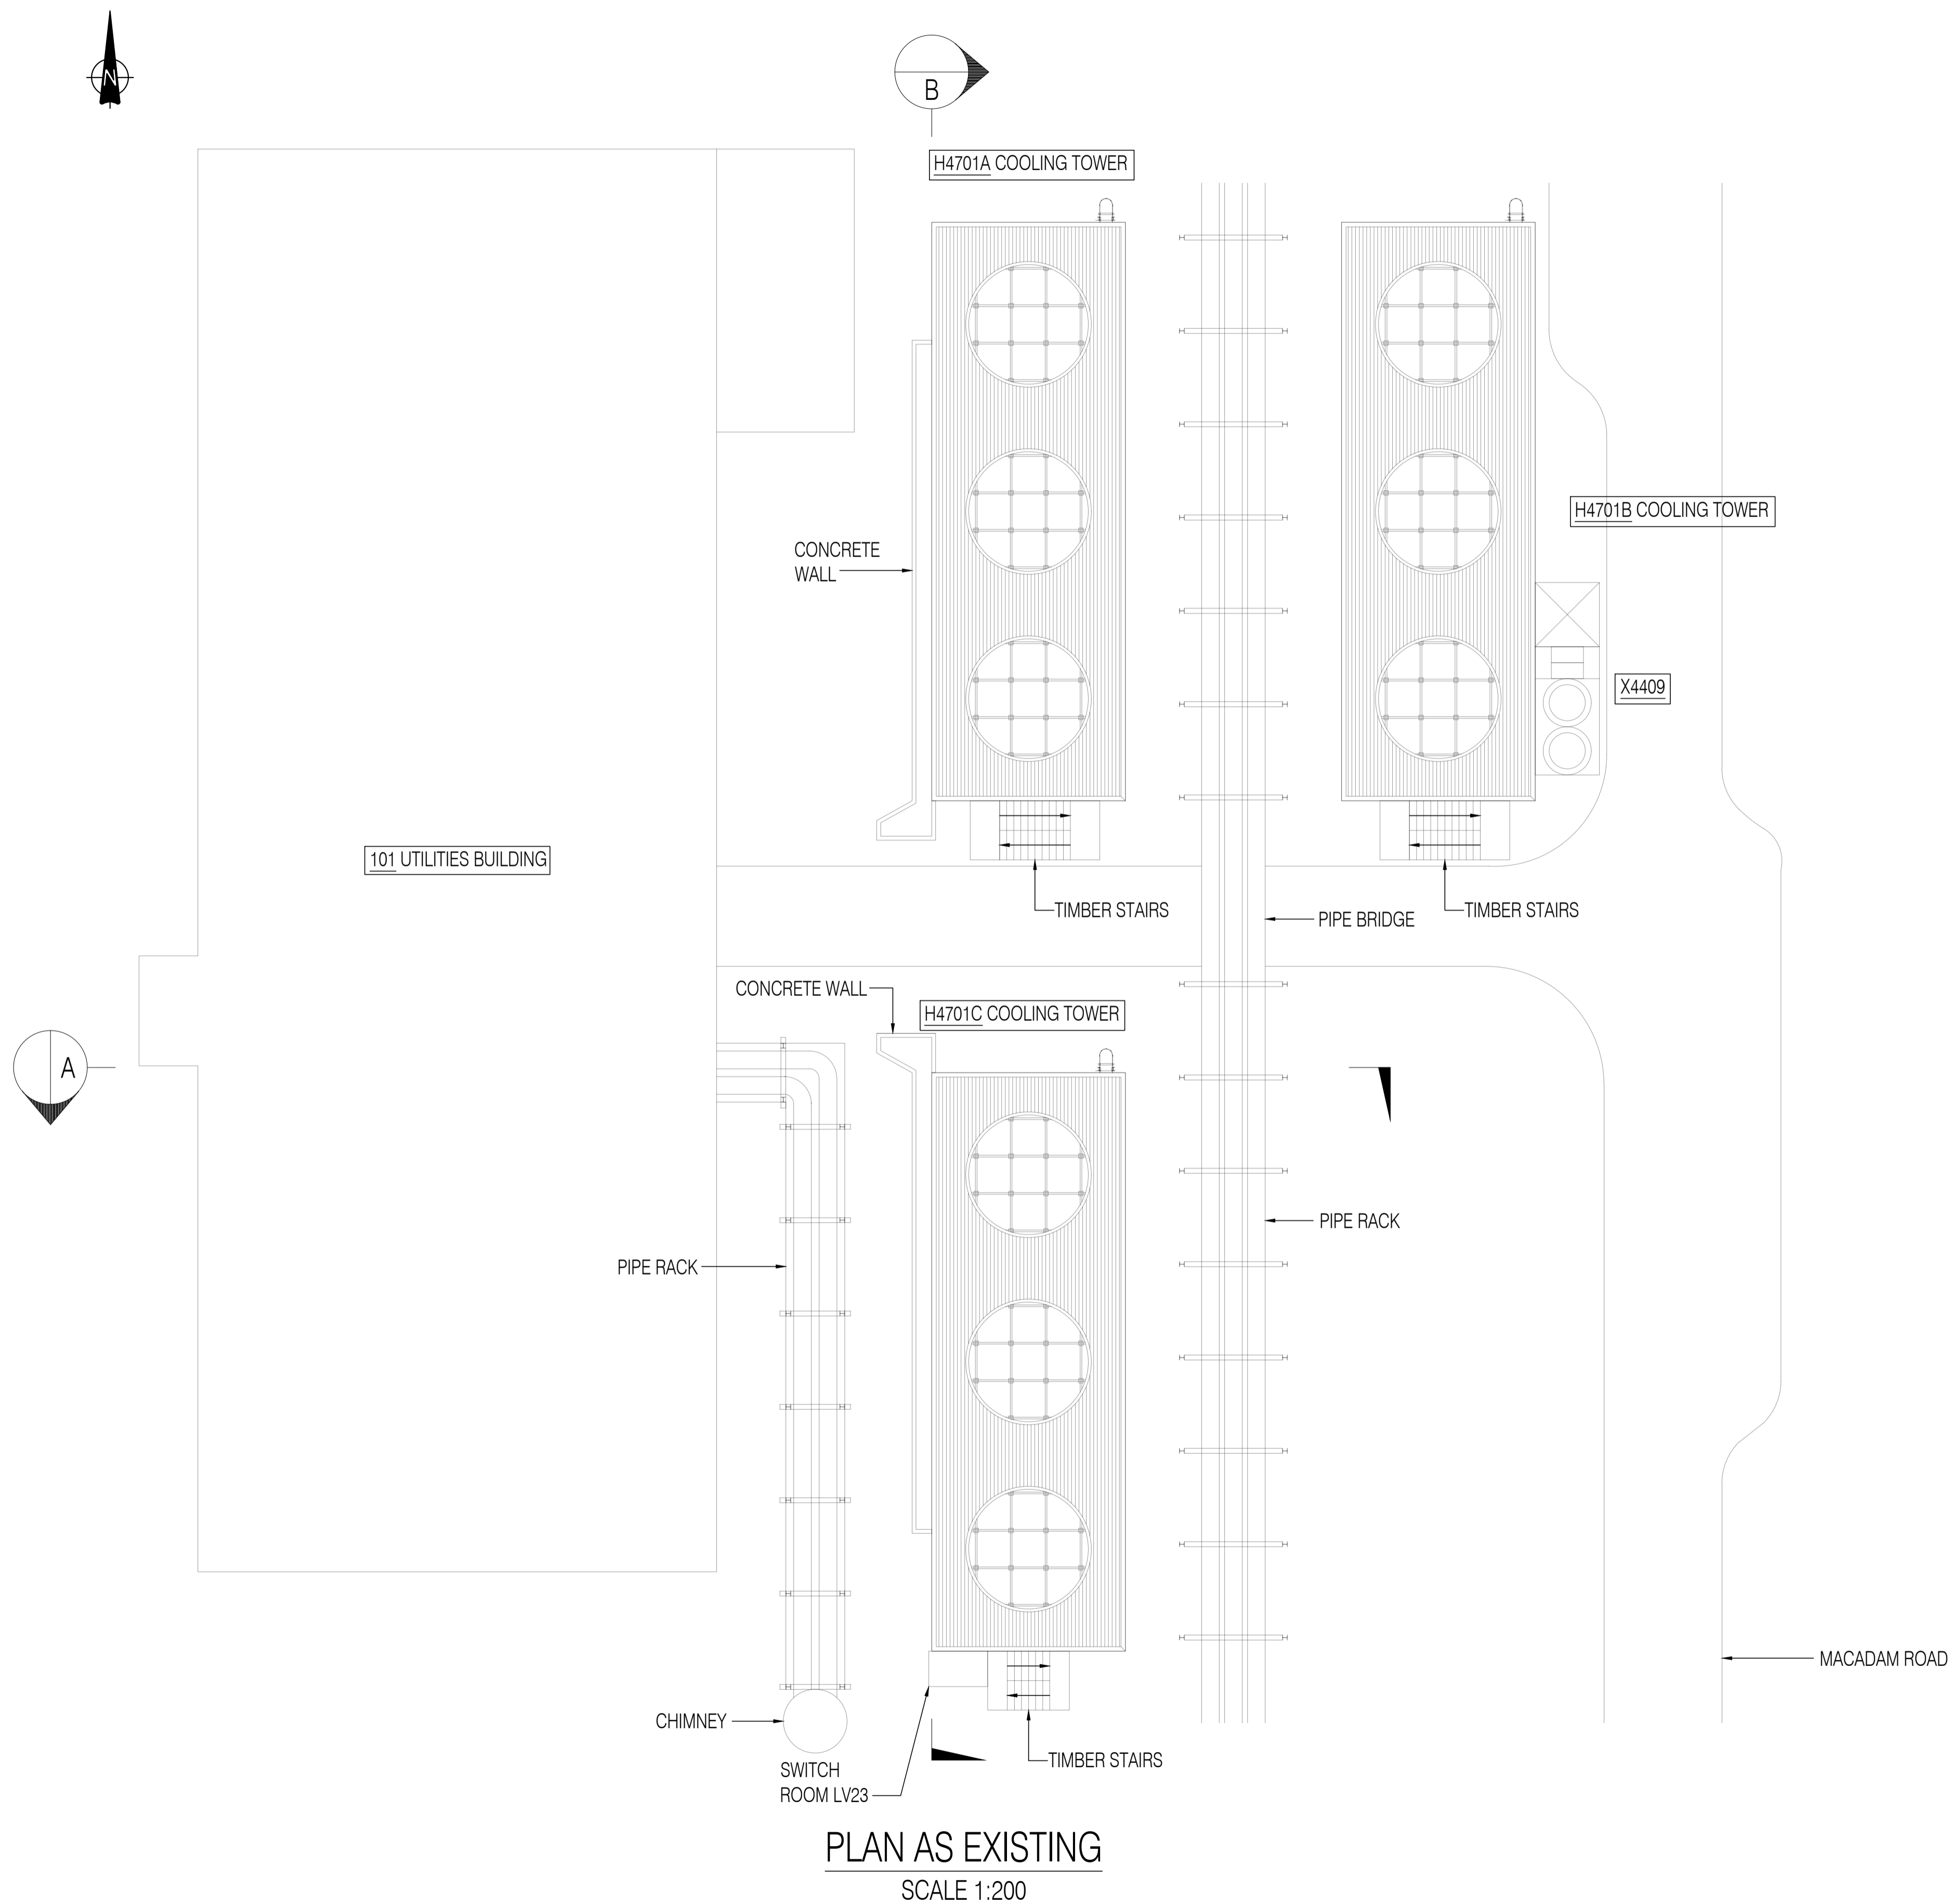 N
B
H4701A COOLING TOWER
H4701B COOLING TOWER
CONCRETE
WALL
X4409
101 UTILITIES BUILDING
TIMBER STAIRS
TIMBER STAIRS
PIPE BRIDGE
CONCRETE WALL
H4701C COOLING TOWER
A
PIPE RACK
PIPE RACK
MACADAM ROAD
CHIMNEY
TIMBER STAIRS
SWITCH
ROOM LV23
PLAN AS EXISTING
SCALE 1:200